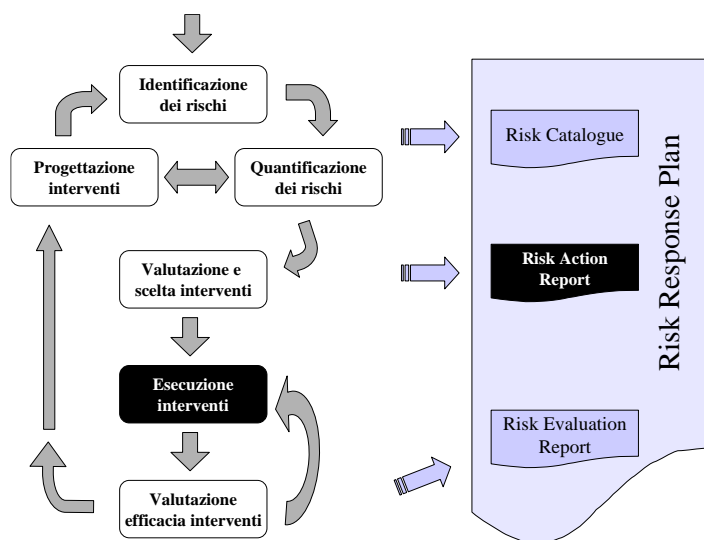 Identificazione
dei rischi
Progettazione
interventi
Quantificazione
dei rischi
Valutazione e
scelta interventi
Esecuzione
interventi
Valutazione
efficacia interventi
Risk Catalogue
Risk Action
Report
Risk Evaluation
Report
Risk Response Plan